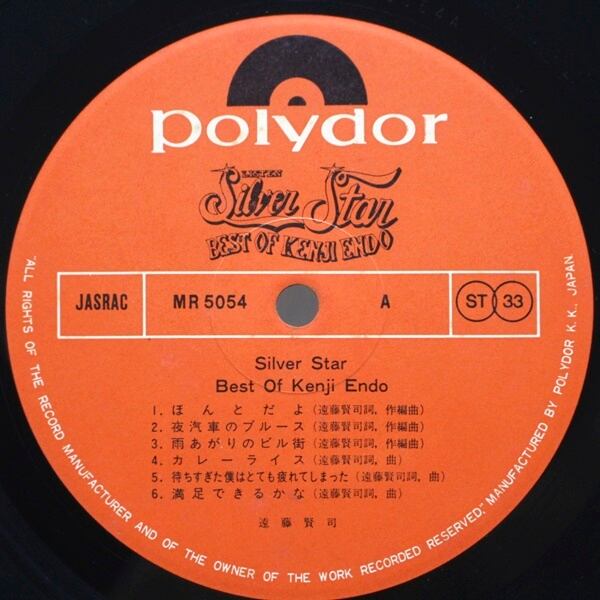 polydor
LISTEN
Silver Star
BEST OF KENJI ENDO
JASRAC MR 5054 A ST 33
Silver Star
Best Of Kenji Endo
1. ほんとだよ (遠藤賢司詞, 作編曲)
2. 夜汽車のブルース (遠藤賢司詞, 作編曲)
3. 雨あがりのビル街 (遠藤賢司詞, 作編曲)
4. カレーライス (遠藤賢司詞, 曲)
5. 待ちすぎた僕はとても疲れてしまった (遠藤賢司詞, 曲)
6. 満足できるかな (遠藤賢司詞, 曲)
遠藤賢司
"ALL RIGHTS OF THE RECORD MANUFACTURER AND OF THE OWNER OF THE WORK RECORDED RESERVED." MANUFACTURED BY POLYDOR K. K., JAPAN.